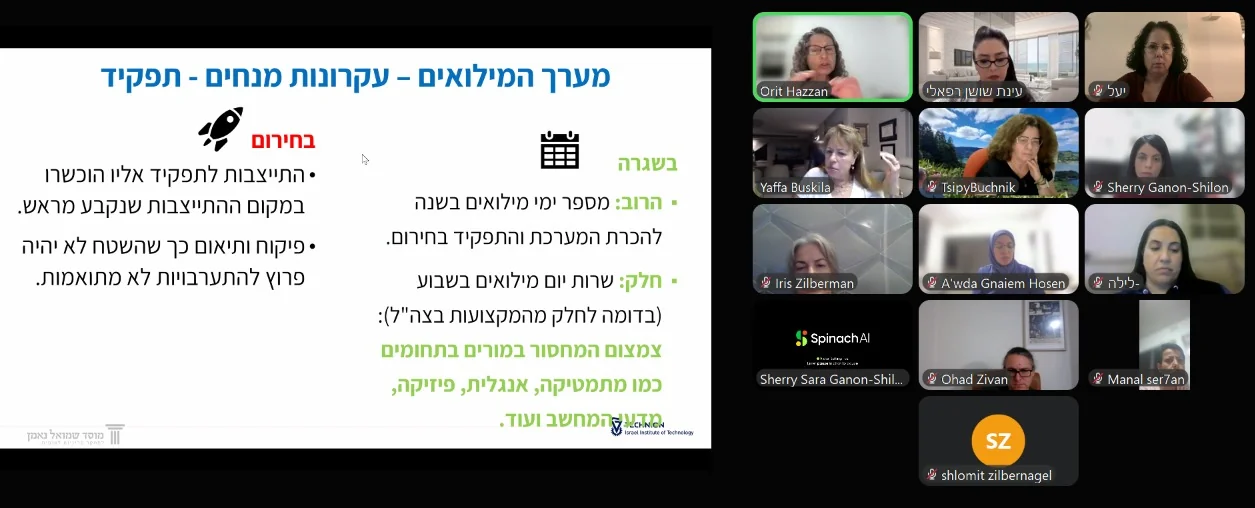 מערך המילואים – עקרונות מנחים - תפקיד
בשגרה
הרוב: מספר ימי מילואים בשנה
להכרת המערכת והתפקיד בחירום.
חלק: שרות יום מילואים בשבוע
(בדומה לחלק מהמקצועות בצה"ל):
צמצום המחסור במורים בתחומים
כמו מתמטיקה, אנגלית, פיזיקה,
מדעי המחשב ועוד.
בחירום
• התייצבות לתפקיד אליו הוכשרו
במקום ההתייצבות שנקבע מראש.
• פיקוח ותיאום כך שהשטח לא יהיה
פרוץ להתערבויות לא מתואמות.
מוסד שמואל נאמן
TECHNION
Israel Institute of Technology
Orit Hazzan
עינת שושן רפאלי
יעל
Yaffa Buskila
TsipyBuchnik
Sherry Ganon-Shilon
Iris Zilberman
A'wda Gnaiem Hosen
לילה-
SpinachAI
Sherry Sara Ganon-Shil...
Ohad Zivan
Manal ser7an
SZ
shlomit zilbernagel